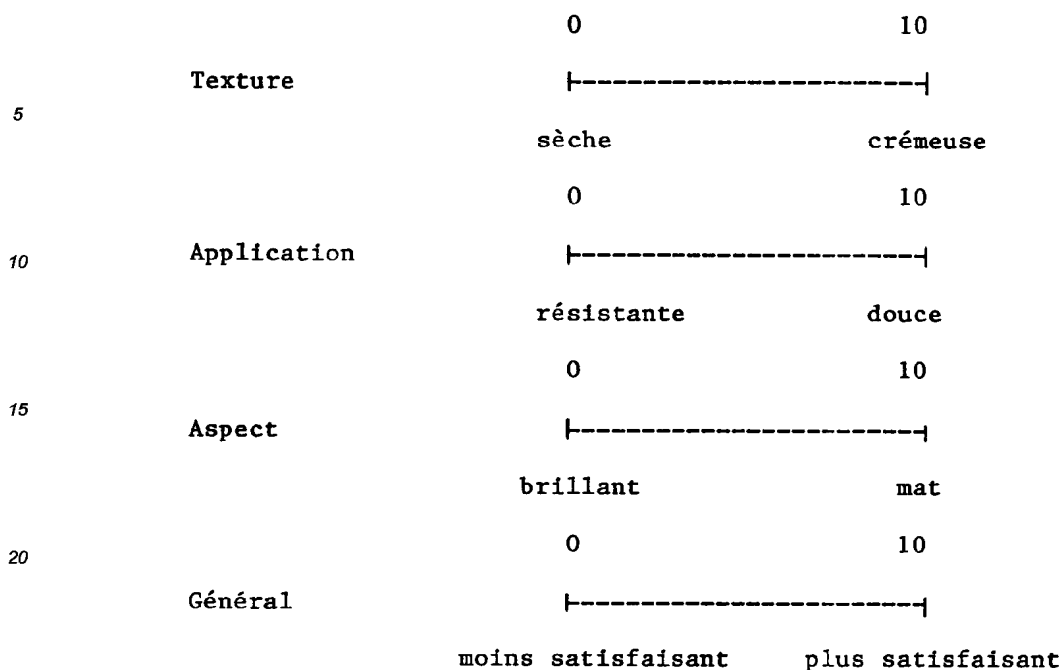 0 10
Texture
5
sèche crémeuse
0 10
10 Application
résistante douce
0 10
15
Aspect
brillant mat
0 10
20
Général
moins satisfaisant plus satisfaisant